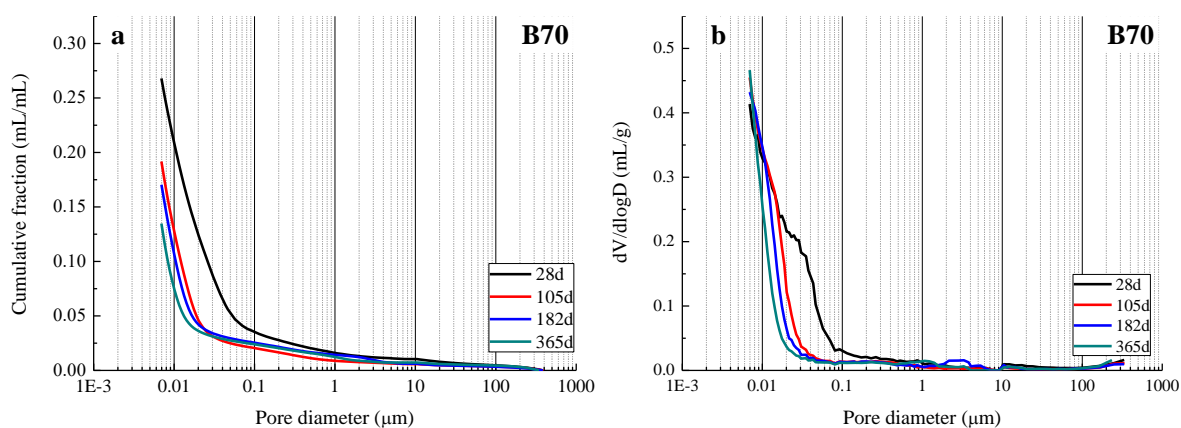 a
B70
Cumulative fraction (mL/mL)
0.30
0.25
0.20
0.15
0.10
0.05
0.00
28d
105d
182d
365d
1E-3
0.01
0.1
1
10
100
1000
Pore diameter (μm)
b
B70
dV/dlogD (mL/g)
0.5
0.4
0.3
0.2
0.1
0.0
28d
105d
182d
365d
1E-3
0.01
0.1
1
10
100
1000
Pore diameter (μm)